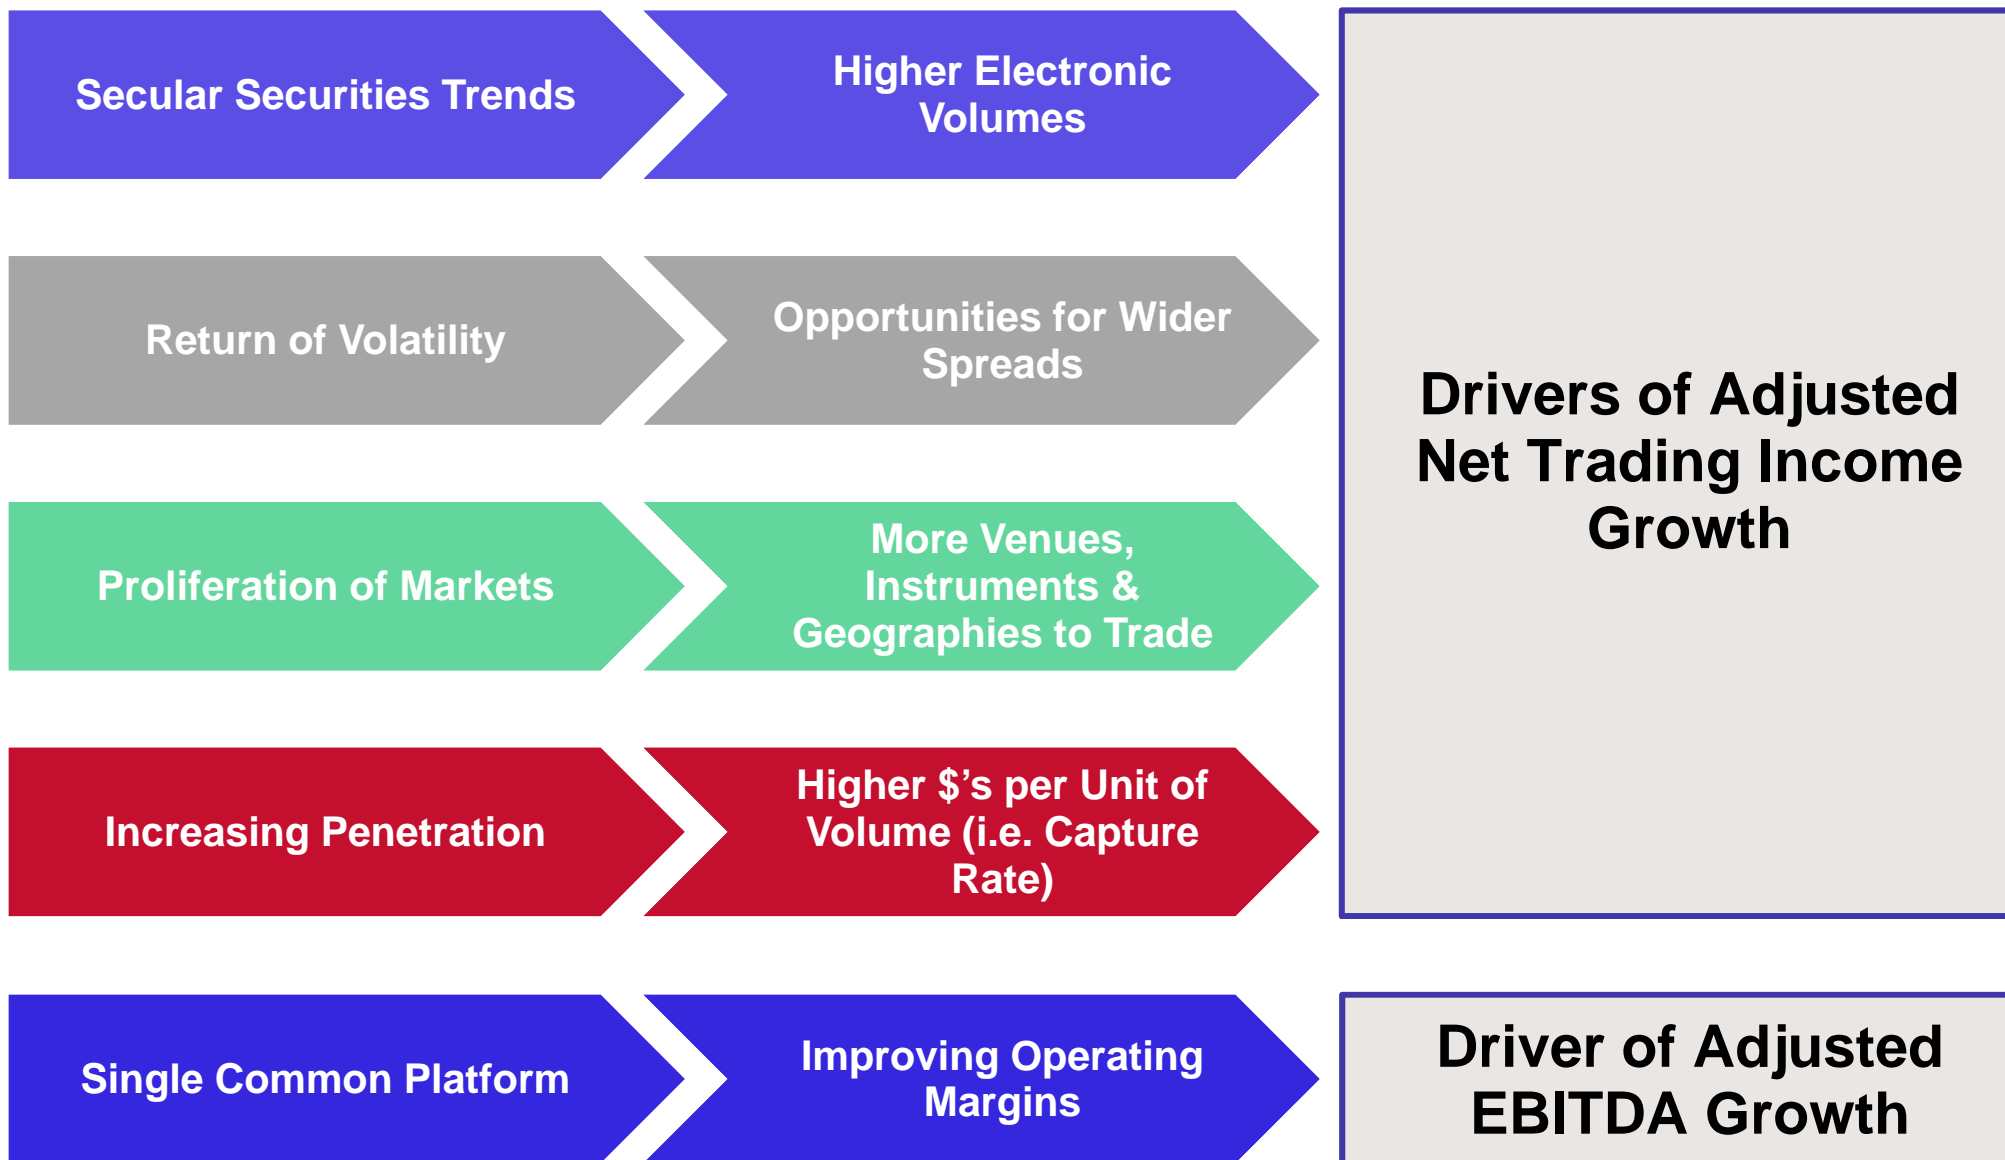 Secular Securities Trends
Higher Electronic
Volumes
Return of Volatility
Opportunities for Wider
Spreads
Proliferation of Markets
More Venues,
Instruments &
Geographies to Trade
Increasing Penetration
Higher $’s per Unit of
Volume (i.e. Capture
Rate)
Drivers of Adjusted
Net Trading Income
Growth
Single Common Platform
Improving Operating
Margins
Driver of Adjusted
EBITDA Growth